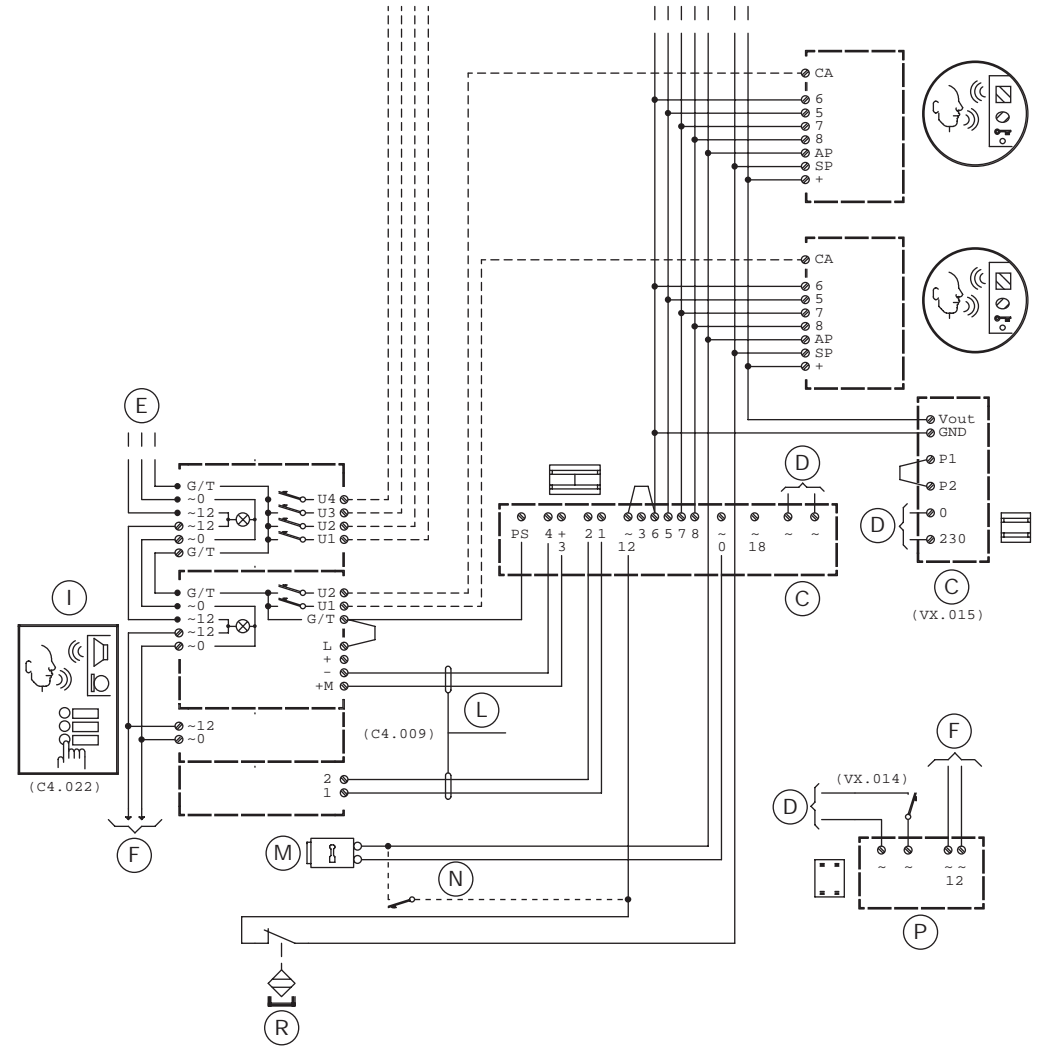 CA
6
5
7
8
AP
SP
+
CA
6
5
7
8
AP
SP
+
E
Vout
GND
P1
P2
D
0
230
C
(VX.015)
D
PS 4 + 2 1 ~ 3 6 5 7 8 ~ ~ ~ ~
3 12 0 18
C
G/T
~0
~12
~12
~0
G/T
U4
U3
U2
U1
I
G/T
~0
~12
~12
~0
U2
U1
G/T
L
+
-
+M
L
(C4.009)
~12
~0
(C4.022)
2
1
F
F
(VX.014)
D
~ ~ ~ ~
12
P
M
N
R